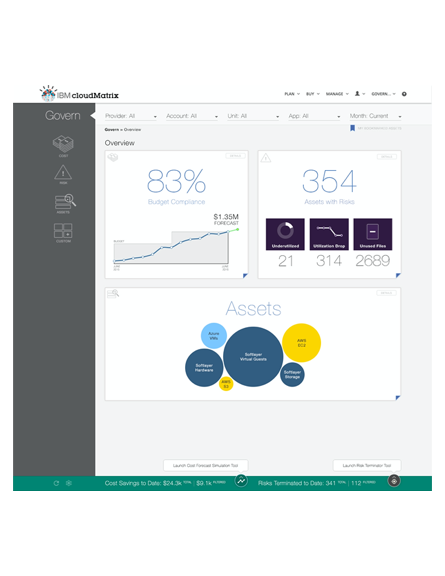 IBM cloudMatrix
PLAN BUY MANAGE GOVERN...
Govern
Provider: All Account: All Unit: All App: All Month: Current
Govern > Overview
Overview
COST
RISK
ASSETS
CUSTOM
83%
Budget Compliance
$1.35M
FORECAST
BUDGET
354
Assets with Risks
Underutilized Utilization Drop Unused Files
21 314 2689
Assets
Azure
VMs
AWS
EC2
Softlayer
Virtual Guests
Softlayer
Hardware
Softlayer
Storage
AWS
Launch Cost Forecast Simulation Tool
Launch Risk Terminator Tool
Cost Savings to Date: $24.3k TOTAL | $9.1k Risks Terminated to Date: 341 TOTAL | 112